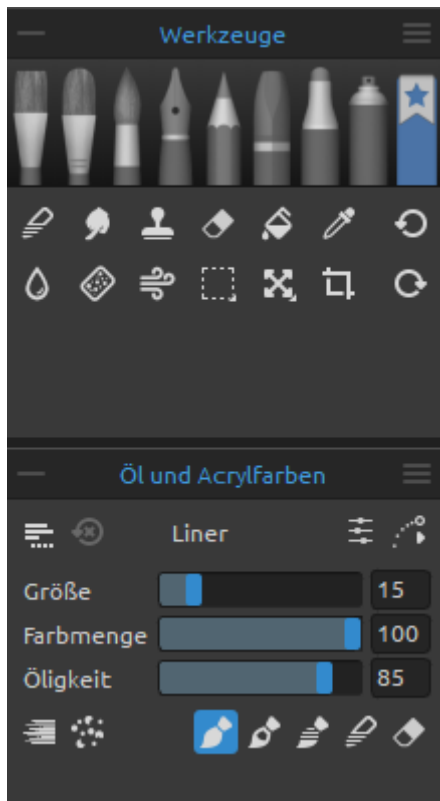 Werkzeuge
Öl und Acrylfarben
Liner
Größe 15
Farbmenge 100
Öligkeit 85